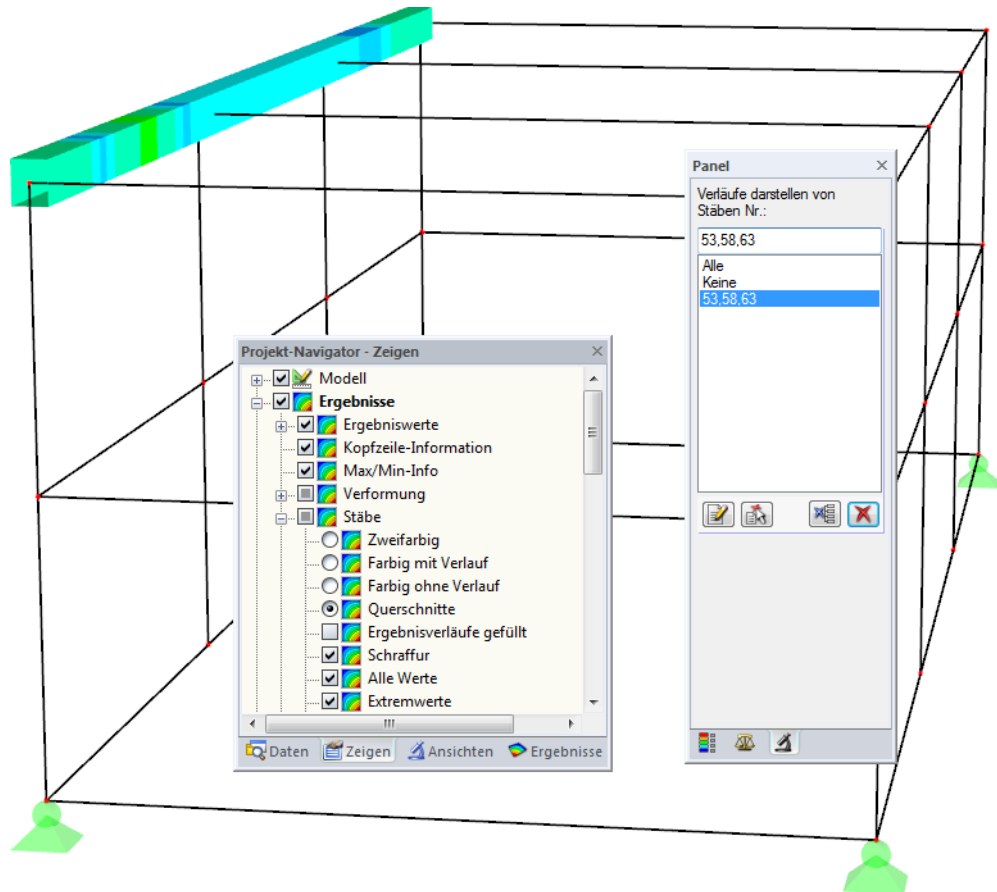 Panel
Verläufe darstellen von
Stäben Nr.:
53,58,63
Alle
Keine
53,58,63
Projekt-Navigator - Zeigen
Modell
Ergebnisse
Ergebniswerte
Kopfzeile-Information
Max/Min-Info
Verformung
Stäbe
Zweifarbig
Farbig mit Verlauf
Farbig ohne Verlauf
Querschnitte
Ergebnisverläufe gefüllt
Schraffur
Alle Werte
Extremwerte
Daten Zeigen Ansichten Ergebnisse